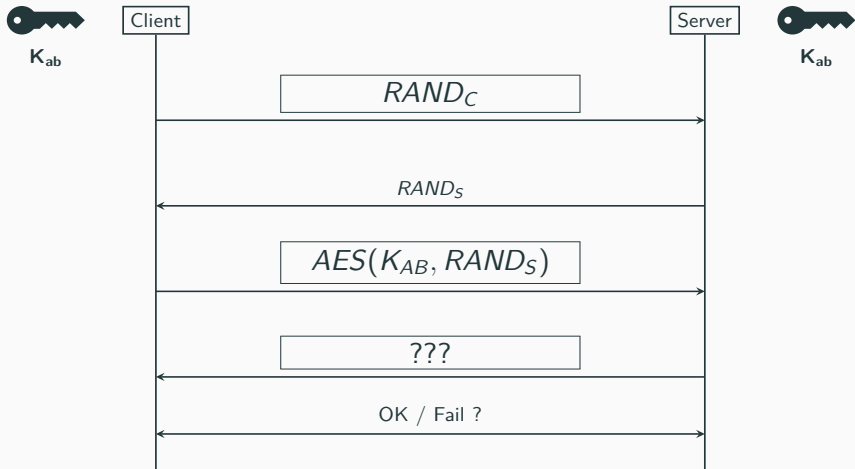 Client Server
K_ab K_ab
RAND_C
RAND_S
AES(K_AB, RAND_S)
???
OK / Fail ?